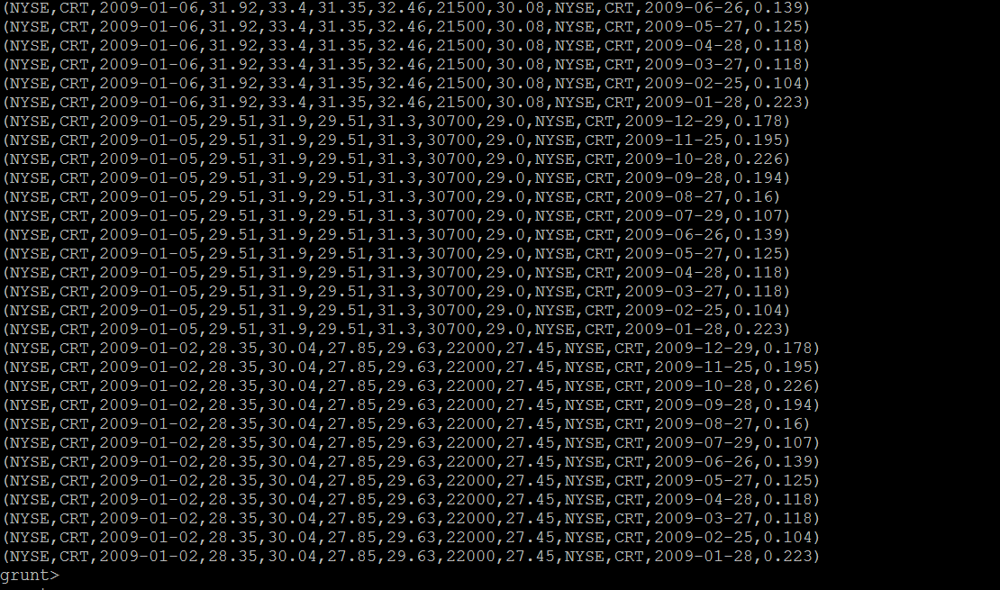 (NYSE,CRT,2009-01-06,31.92,33.4,31.35,32.46,21500,30.08,NYSE,CRT,2009-06-26,0.139)
(NYSE,CRT,2009-01-06,31.92,33.4,31.35,32.46,21500,30.08,NYSE,CRT,2009-05-27,0.125)
(NYSE,CRT,2009-01-06,31.92,33.4,31.35,32.46,21500,30.08,NYSE,CRT,2009-04-28,0.118)
(NYSE,CRT,2009-01-06,31.92,33.4,31.35,32.46,21500,30.08,NYSE,CRT,2009-03-27,0.118)
(NYSE,CRT,2009-01-06,31.92,33.4,31.35,32.46,21500,30.08,NYSE,CRT,2009-02-25,0.104)
(NYSE,CRT,2009-01-06,31.92,33.4,31.35,32.46,21500,30.08,NYSE,CRT,2009-01-28,0.223)
(NYSE,CRT,2009-01-05,29.51,31.9,29.51,31.3,30700,29.0,NYSE,CRT,2009-12-29,0.178)
(NYSE,CRT,2009-01-05,29.51,31.9,29.51,31.3,30700,29.0,NYSE,CRT,2009-11-25,0.195)
(NYSE,CRT,2009-01-05,29.51,31.9,29.51,31.3,30700,29.0,NYSE,CRT,2009-10-28,0.226)
(NYSE,CRT,2009-01-05,29.51,31.9,29.51,31.3,30700,29.0,NYSE,CRT,2009-09-28,0.194)
(NYSE,CRT,2009-01-05,29.51,31.9,29.51,31.3,30700,29.0,NYSE,CRT,2009-08-27,0.16)
(NYSE,CRT,2009-01-05,29.51,31.9,29.51,31.3,30700,29.0,NYSE,CRT,2009-07-29,0.107)
(NYSE,CRT,2009-01-05,29.51,31.9,29.51,31.3,30700,29.0,NYSE,CRT,2009-06-26,0.139)
(NYSE,CRT,2009-01-05,29.51,31.9,29.51,31.3,30700,29.0,NYSE,CRT,2009-05-27,0.125)
(NYSE,CRT,2009-01-05,29.51,31.9,29.51,31.3,30700,29.0,NYSE,CRT,2009-04-28,0.118)
(NYSE,CRT,2009-01-05,29.51,31.9,29.51,31.3,30700,29.0,NYSE,CRT,2009-03-27,0.118)
(NYSE,CRT,2009-01-05,29.51,31.9,29.51,31.3,30700,29.0,NYSE,CRT,2009-02-25,0.104)
(NYSE,CRT,2009-01-05,29.51,31.9,29.51,31.3,30700,29.0,NYSE,CRT,2009-01-28,0.223)
(NYSE,CRT,2009-01-02,28.35,30.04,27.85,29.63,22000,27.45,NYSE,CRT,2009-12-29,0.178)
(NYSE,CRT,2009-01-02,28.35,30.04,27.85,29.63,22000,27.45,NYSE,CRT,2009-11-25,0.195)
(NYSE,CRT,2009-01-02,28.35,30.04,27.85,29.63,22000,27.45,NYSE,CRT,2009-10-28,0.226)
(NYSE,CRT,2009-01-02,28.35,30.04,27.85,29.63,22000,27.45,NYSE,CRT,2009-09-28,0.194)
(NYSE,CRT,2009-01-02,28.35,30.04,27.85,29.63,22000,27.45,NYSE,CRT,2009-08-27,0.16)
(NYSE,CRT,2009-01-02,28.35,30.04,27.85,29.63,22000,27.45,NYSE,CRT,2009-07-29,0.107)
(NYSE,CRT,2009-01-02,28.35,30.04,27.85,29.63,22000,27.45,NYSE,CRT,2009-06-26,0.139)
(NYSE,CRT,2009-01-02,28.35,30.04,27.85,29.63,22000,27.45,NYSE,CRT,2009-05-27,0.125)
(NYSE,CRT,2009-01-02,28.35,30.04,27.85,29.63,22000,27.45,NYSE,CRT,2009-04-28,0.118)
(NYSE,CRT,2009-01-02,28.35,30.04,27.85,29.63,22000,27.45,NYSE,CRT,2009-03-27,0.118)
(NYSE,CRT,2009-01-02,28.35,30.04,27.85,29.63,22000,27.45,NYSE,CRT,2009-02-25,0.104)
(NYSE,CRT,2009-01-02,28.35,30.04,27.85,29.63,22000,27.45,NYSE,CRT,2009-01-28,0.223)
grunt>